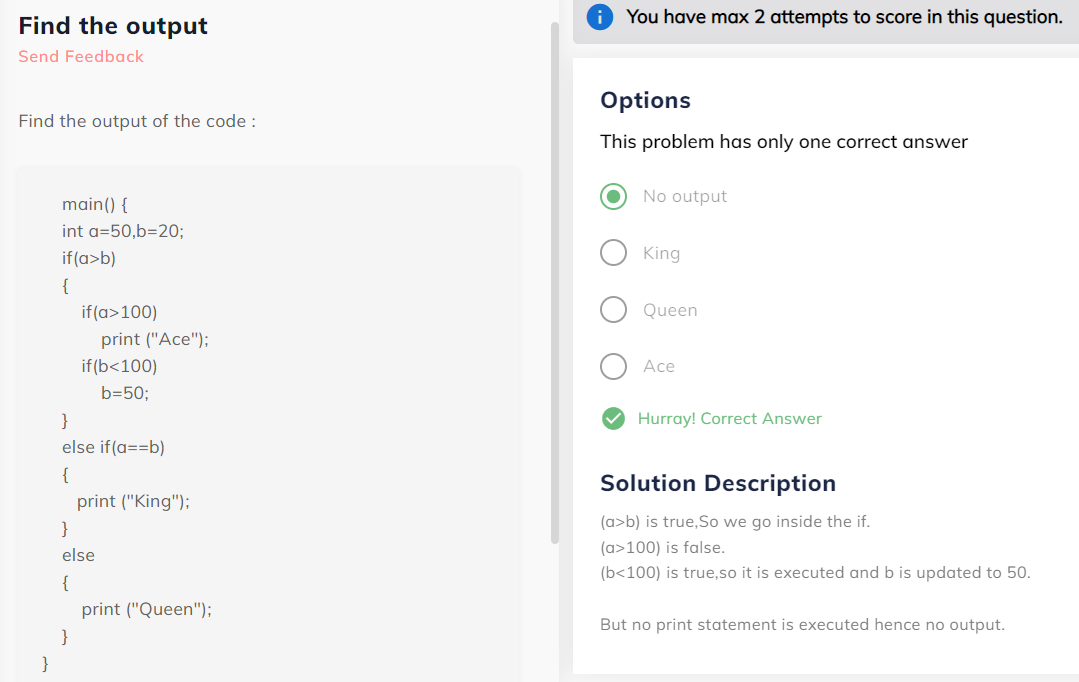 Find the output
Send Feedback
Find the output of the code :
main() {
int a=50,b=20;
if(a>b)
{
if(a>100)
print ("Ace");
if(b<100)
b=50;
}
else if(a==b)
{
print ("King");
}
else
{
print ("Queen");
}
}
You have max 2 attempts to score in this question.
Options
This problem has only one correct answer
No output
King
Queen
Ace
Hurray! Correct Answer
Solution Description
(a>b) is true,So we go inside the if.
(a>100) is false.
(b<100) is true,so it is executed and b is updated to 50.
But no print statement is executed hence no output.